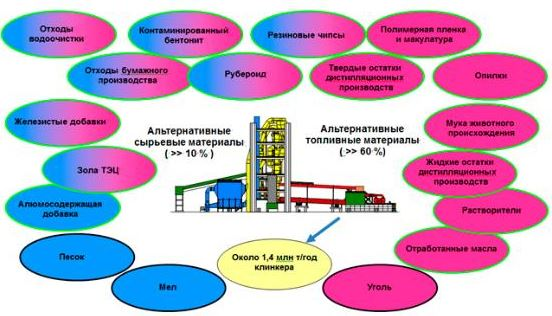 Отходы
водоочистки
Контаминированный
бентонит
Резиновые чипсы
Полимерная пленка
и макулатура
Отходы бумажного
производства
Рубероид
Твердые остатки
дистилляционных
производств
Опилки
Железистые добавки
Альтернативные
сырьевые материалы
( >> 10 % )
Альтернативные
топливные материалы
( >> 60 %)
Мука животного
происхождения
Зола ТЭЦ
Жидкие остатки
дистилляционных
производств
Алюмосодержащая
добавка
Растворители
Песок
Около 1,4 млн т/год
клинкера
Отработанные масла
Мел
Уголь